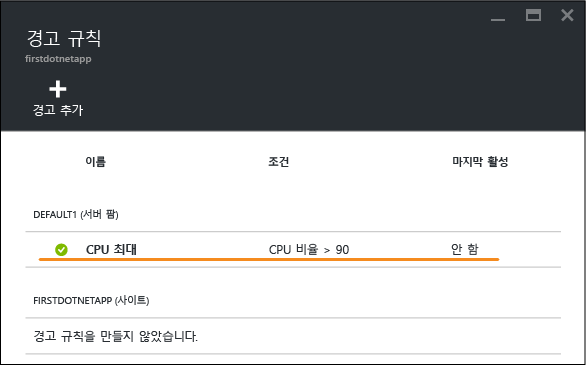 경고 규칙
firstdotnetapp
경고 추가
이름 조건 마지막 활성
DEFAULT1 (서버 팜)
CPU 최대 CPU 비율 > 90 안 함
FIRSTDOTNETAPP (사이트)
경고 규칙을 만들지 않았습니다.